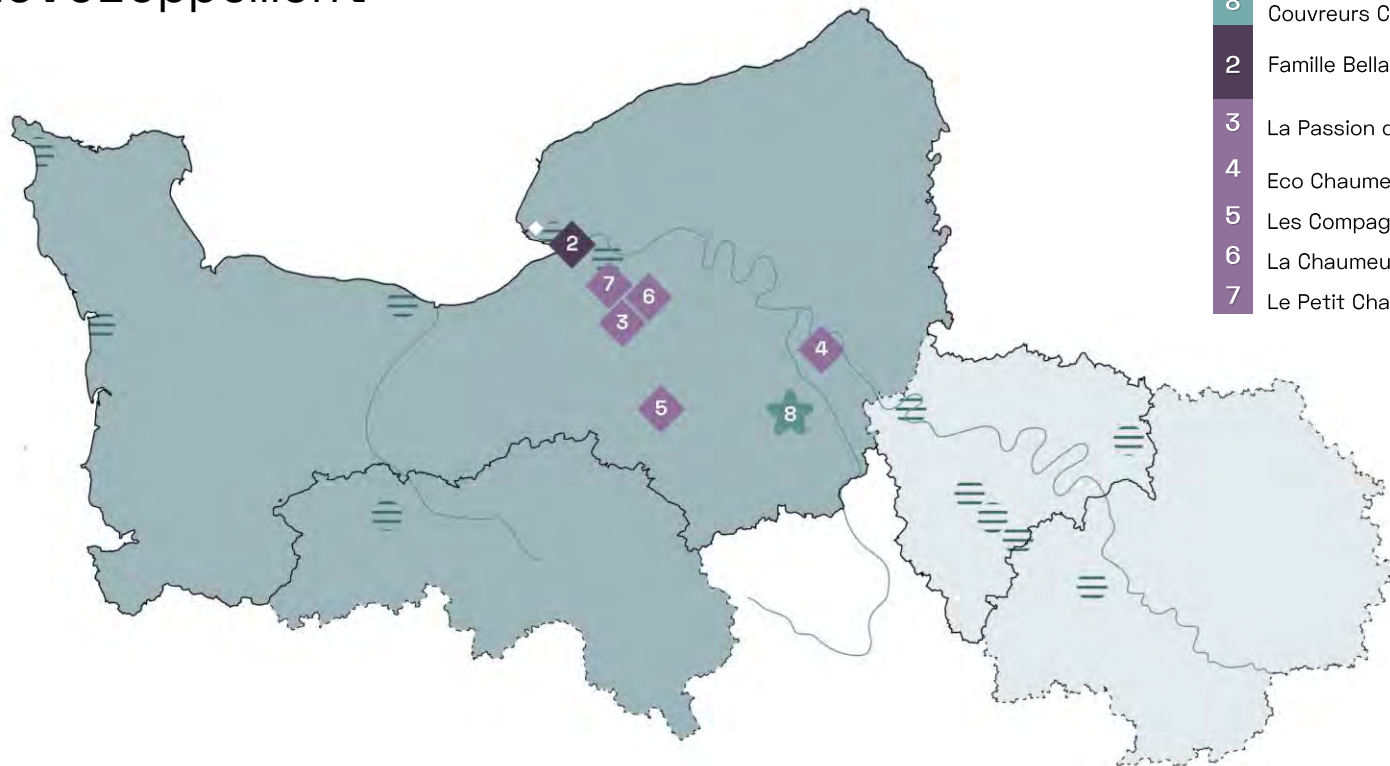 2
7
6
3
4
5
8
8 Couvreurs C
2 Famille Bella
3 La Passion
4 Eco Chaume
5 Les Compag
6 La Chaumeu
7 Le Petit Cha